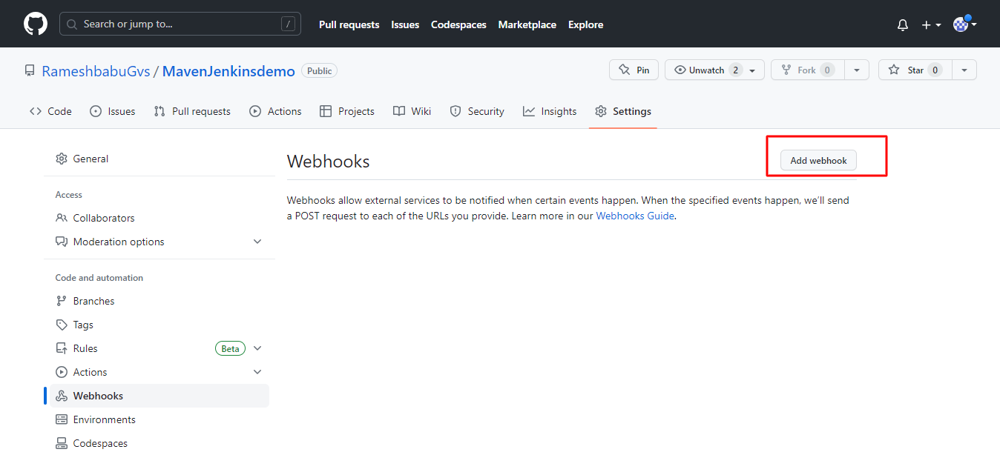 Search or jump to... / Pull requests Issues Codespaces Marketplace Explore
RameshbabuGvs / MavenJenkinsdemo Public Pin Unwatch 2 Fork 0 Star 0
Code Issues Pull requests Actions Projects Wiki Security Insights Settings
General
Access
Collaborators
Moderation options
Code and automation
Branches
Tags
Rules Beta
Actions
Webhooks
Environments
Codespaces
Webhooks Add webhook
Webhooks allow external services to be notified when certain events happen. When the specified events happen, we’ll send
a POST request to each of the URLs you provide. Learn more in our Webhooks Guide.